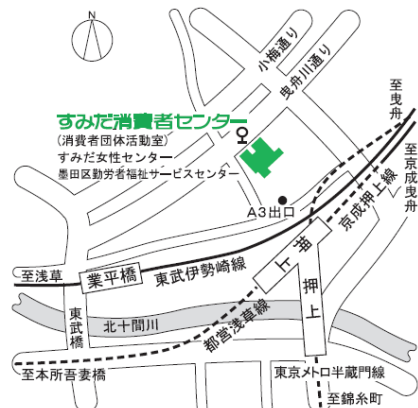 N
小梅通り
曳舟川通り
すみだ消費者センター
(消費者団体活動室)
すみだ女性センター
墨田区勤労者福祉サービスセンター
至曳舟
至京成曳舟
A3出口
京成押上線
押上
至浅草
業平橋
東武伊勢崎線
押上
東武橋
北十間川
都営浅草線
至本所吾妻橋
東京メトロ半蔵門線
至錦糸町